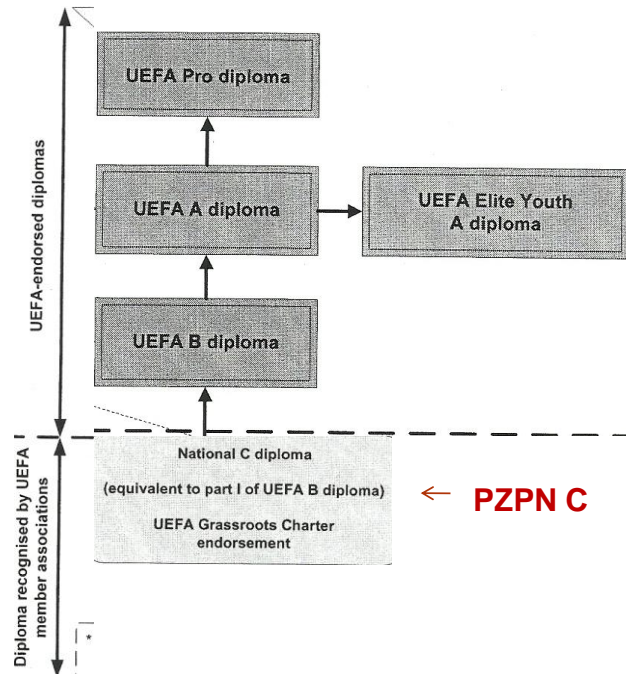 UEFA-endorsed diplomas
UEFA Pro diploma
UEFA A diploma
UEFA Elite Youth
A diploma
UEFA B diploma
Diploma recognised by UEFA
member associations
National C diploma
(equivalent to part I of UEFA B diploma)
UEFA Grassroots Charter
endorsement
PZPN C
*